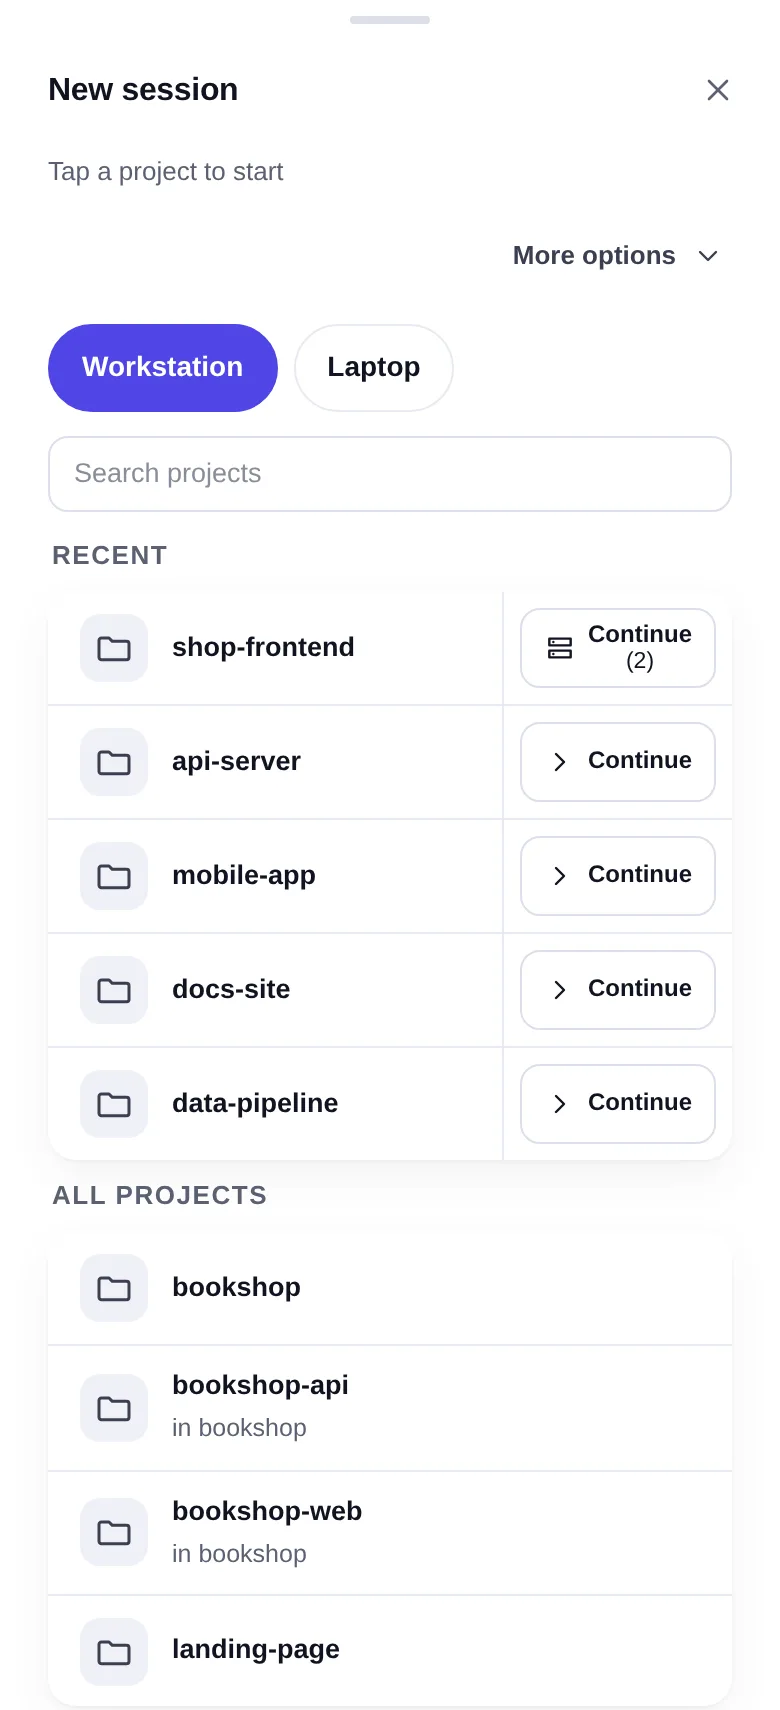 New session
Tap a project to start
More options
Workstation
Laptop
Search projects
RECENT
shop-frontend
Continue
(2)
api-server
Continue
mobile-app
Continue
docs-site
Continue
data-pipeline
Continue
ALL PROJECTS
bookshop
bookshop-api
in bookshop
bookshop-web
in bookshop
landing-page